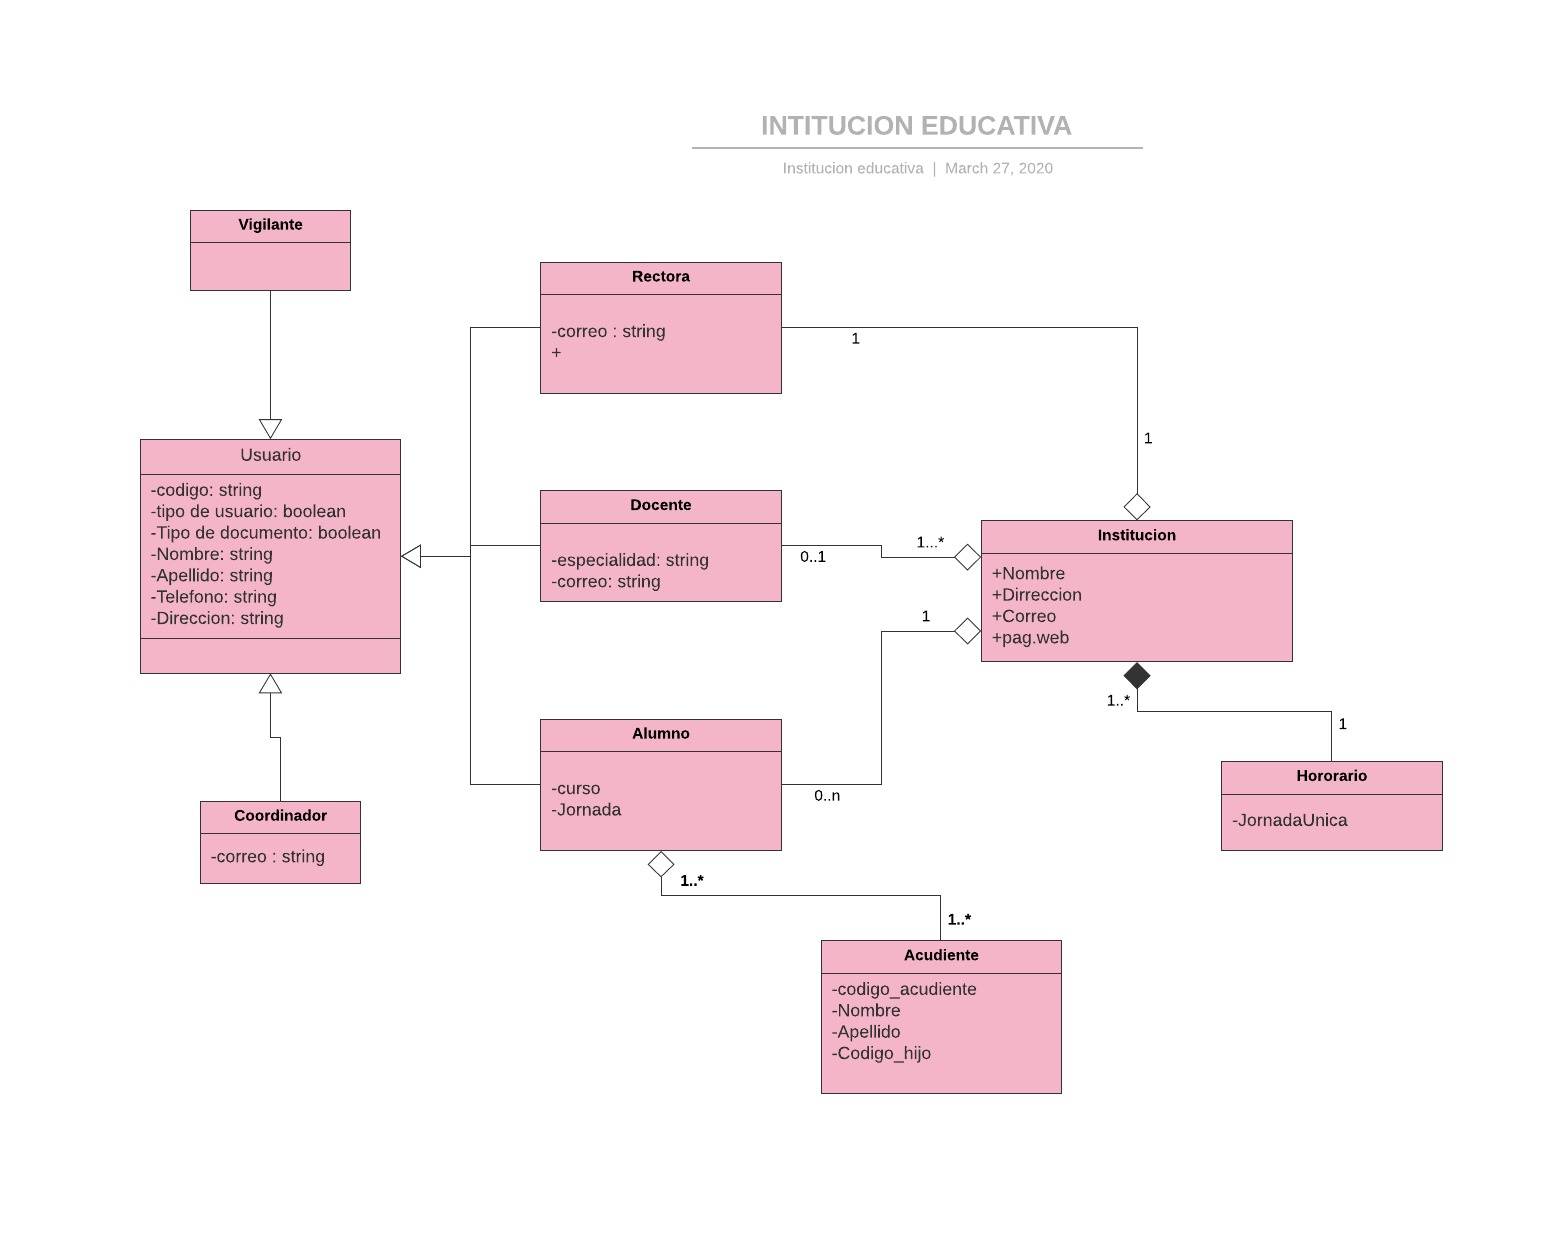 INTITUCION EDUCATIVA
Institucion educativa | March 27, 2020
Vigilante
Rectora
-correo : string
+
1
1
Usuario
-codigo: string
-tipo de usuario: boolean
-Tipo de documento: boolean
-Nombre: string
-Apellido: string
-Telefono: string
-Direccion: string
Docente
-especialidad: string
-correo: string
0..1
1...*
Institucion
+Nombre
+Dirreccion
+Correo
+pag.web
1
1..*
1
Alumno
-curso
-Jornada
0..n
Hororario
-JornadaUnica
Coordinador
-correo : string
1..*
1..*
Acudiente
-codigo_acudiente
-Nombre
-Apellido
-Codigo_hijo